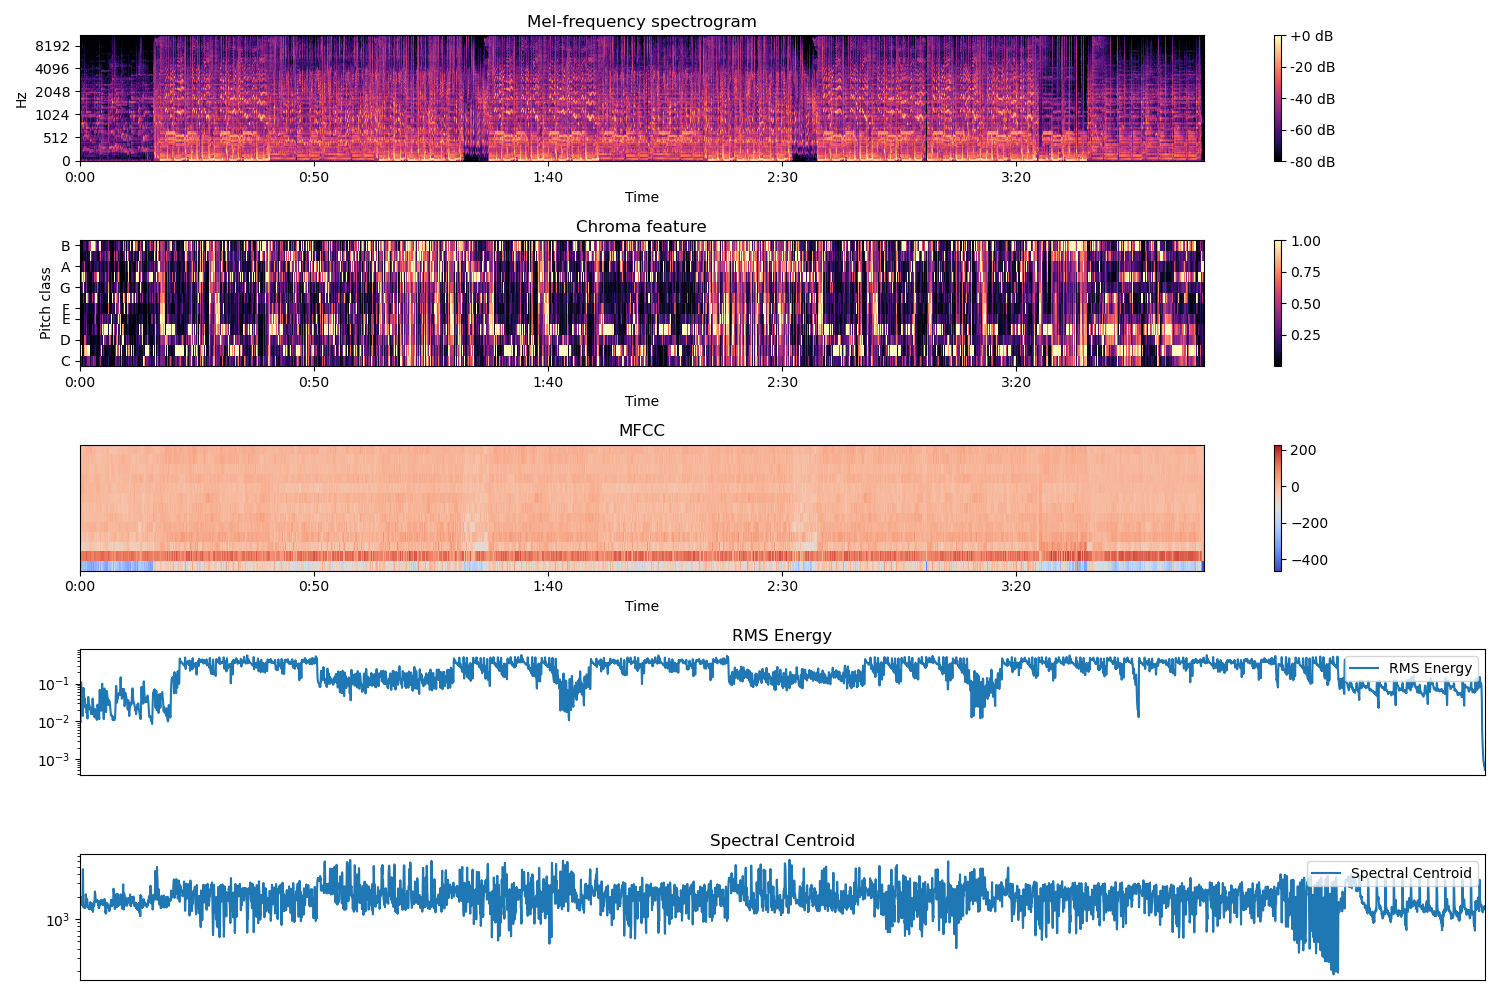 Mel-frequency spectrogram
8192
4096
2048
1024
512
0
Hz
0:00
0:50
1:40
2:30
3:20
Time
+0 dB
-20 dB
-40 dB
-60 dB
-80 dB
Chroma feature
B
A
G
E
E
D
C
Pitch class
0:00
0:50
1:40
2:30
3:20
Time
1.00
0.75
0.50
0.25
MFCC
0:00
0:50
1:40
2:30
3:20
Time
200
0
−200
−400
RMS Energy
10⁻¹
10⁻²
10⁻³
RMS Energy
Spectral Centroid
10³
Spectral Centroid